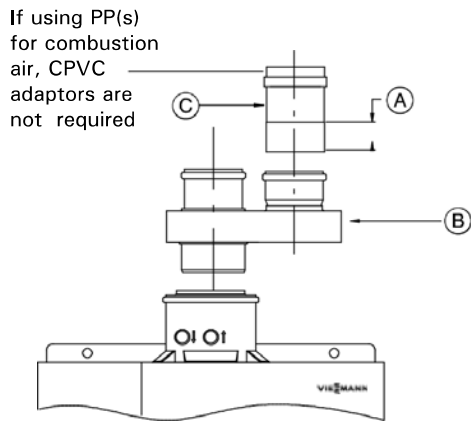 If using PP(s)
for combustion
air, CPVC
adaptors are
not required
A
C
B
VIESMANN